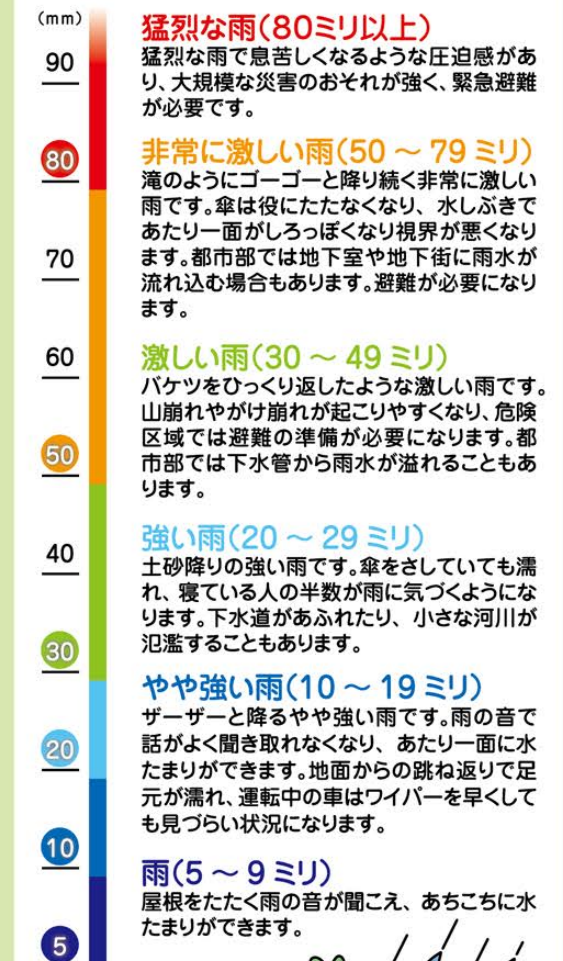 (mm)
90
80
70
60
50
40
30
20
10
5
猛烈な雨(80ミリ以上)
猛烈な雨で息苦しくなるような圧迫感があ
り、大規模な災害のおそれが強く、緊急避難
が必要です。
非常に激しい雨(50 ～ 79 ミリ)
滝のようにゴーゴーと降り続く非常に激しい
雨です。傘は役にたたなくなり、水しぶきで
あたり一面がしろっぽくなり視界が悪くなり
ます。都市部では地下室や地下街に雨水が
流れ込む場合もあります。避難が必要になり
ます。
激しい雨(30 ～ 49 ミリ)
バケツをひっくり返したような激しい雨です。
山崩れやがけ崩れが起こりやすくなり、危険
区域では避難の準備が必要になります。都
市部では下水管から雨水が溢れることもあ
ります。
強い雨(20 ～ 29 ミリ)
土砂降りの強い雨です。傘をさしていても濡
れ、寝ている人の半数が雨に気づくようにな
ります。下水道があふれたり、小さな河川が
氾濫することもあります。
やや強い雨(10 ～ 19 ミリ)
ザーザーと降るやや強い雨です。雨の音で
話がよく聞き取れなくなり、あたり一面に水
たまりができます。地面からの跳ね返りで足
元が濡れ、運転中の車はワイパーを早くして
も見づらい状況になります。
雨(5 ～ 9 ミリ)
屋根をたたく雨の音が聞こえ、あちこちに水
たまりができます。